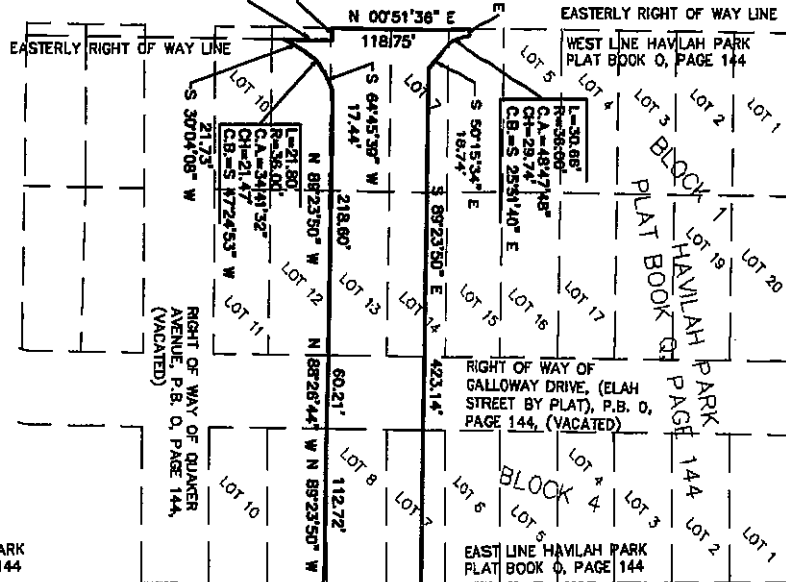 N 00°51'36" E
118.75'
E
EASTERLY RIGHT OF WAY LINE
EASTERLY RIGHT OF WAY LINE
WEST LINE HAVILAH PARK
PLAT BOOK O, PAGE 144
LOT 10
LOT 7
LOT 5
LOT 4
LOT 3
LOT 2
LOT 1
S 30°04'08" W
21.73'
L=21.80'
R=36.00'
C.A.=34°41'32"
CH=21.47'
C.B.=S 47°24'53" W
S 64°45'39" W
17.44'
S 50°15'34" E
18.74'
L=30.66'
R=36.00'
C.A.=48°47'48"
CH=29.74'
C.B.=S 25°51'40" E
BLOCK 1
HAVILAH PARK
PLAT BOOK O, PAGE 144
N 89°23'50" W
218.60'
S 89°23'50" E
423.14'
LOT 11
LOT 12
LOT 13
LOT 14
LOT 15
LOT 16
LOT 17
LOT 19
LOT 20
RIGHT OF WAY OF QUAKER
AVENUE, P.B. O, PAGE 144,
(VACATED)
N 88°26'44" W
60.21'
RIGHT OF WAY OF
GALLOWAY DRIVE, (ELAH
STREET BY PLAT), P.B. O,
PAGE 144, (VACATED)
N 89°23'50" W
112.72'
LOT 10
LOT 8
LOT 7
LOT 6
LOT 5
LOT 4
LOT 3
LOT 2
LOT 1
BLOCK 4
ARK
144
EAST LINE HAVILAH PARK
PLAT BOOK O, PAGE 144